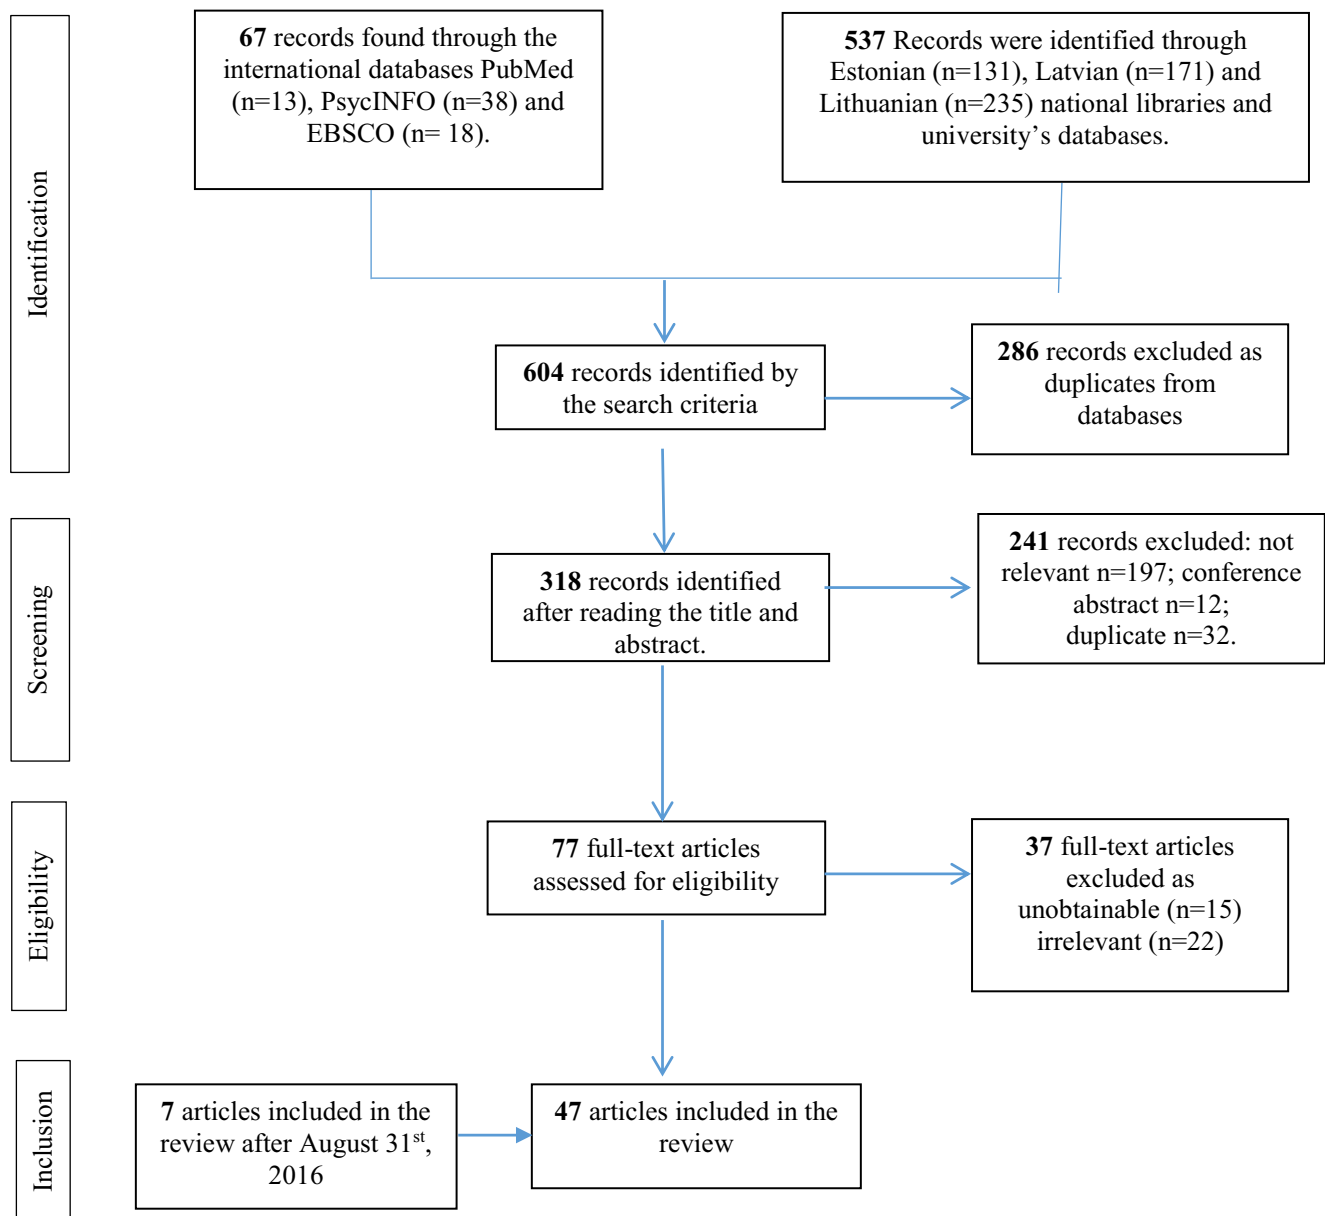 67 records found through the
international databases PubMed
(n=13), PsycINFO (n=38) and
EBSCO (n= 18).
537 Records were identified through
Estonian (n=131), Latvian (n=171) and
Lithuanian (n=235) national libraries and
university’s databases.
Identification
604 records identified by
the search criteria
286 records excluded as
duplicates from
databases
Screening
318 records identified
after reading the title and
abstract.
241 records excluded: not
relevant n=197; conference
abstract n=12;
duplicate n=32.
Eligibility
77 full-text articles
assessed for eligibility
37 full-text articles
excluded as
unobtainable (n=15)
irrelevant (n=22)
Inclusion
7 articles included in the
review after August 31st,
2016
47 articles included in the
review